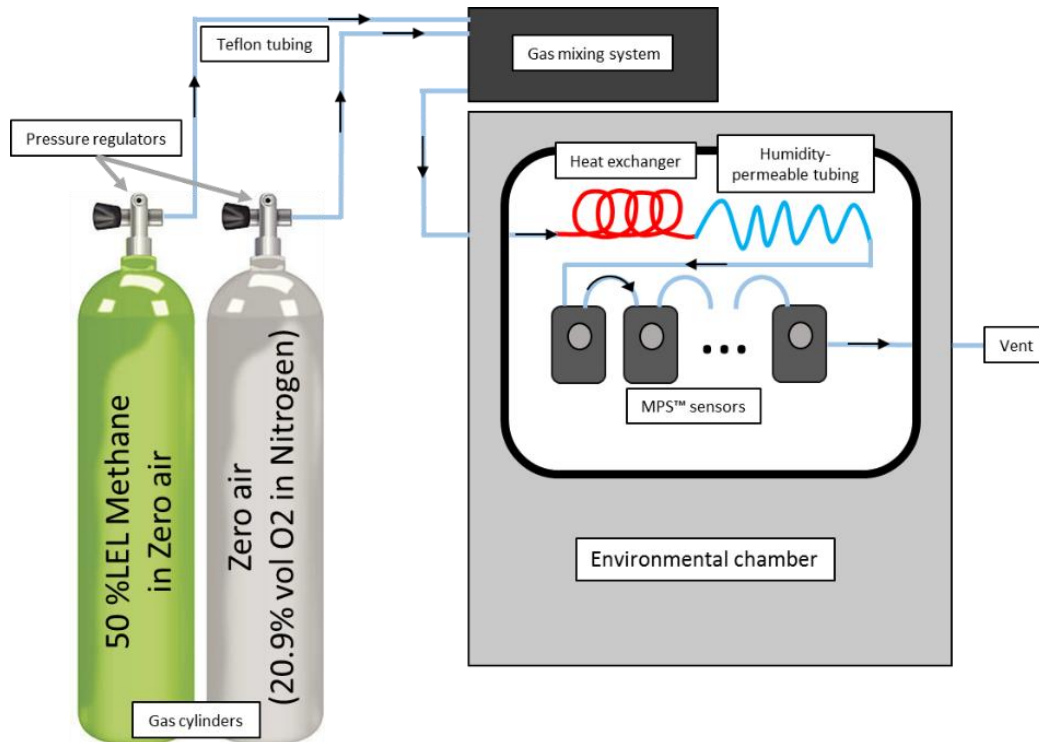 Teflon tubing
Gas mixing system
Pressure regulators
Heat exchanger
Humidity-
permeable tubing
MPS™ sensors
Vent
50 %LEL Methane
in Zero air
Zero air
(20.9% vol O2 in Nitrogen)
Environmental chamber
Gas cylinders